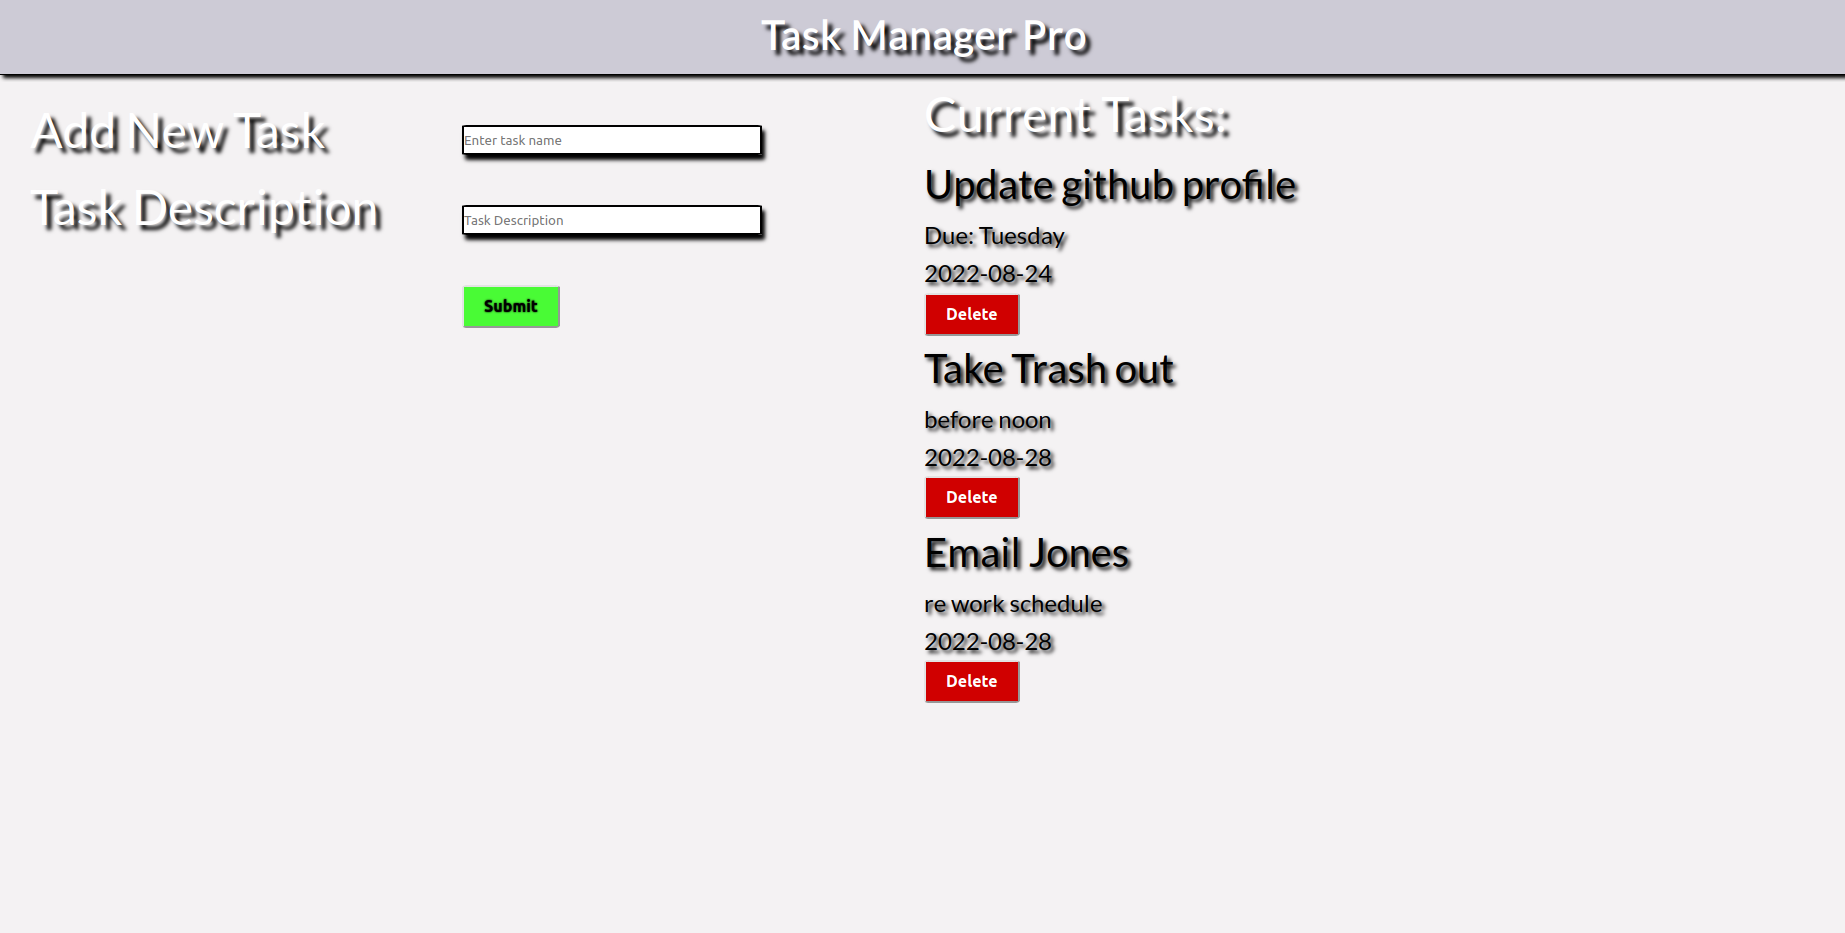 Task Manager Pro
Add New Task
Enter task name
Task Description
Task Description
Submit
Current Tasks:
Update github profile
Due: Tuesday
2022-08-24
Delete
Take Trash out
before noon
2022-08-28
Delete
Email Jones
re work schedule
2022-08-28
Delete